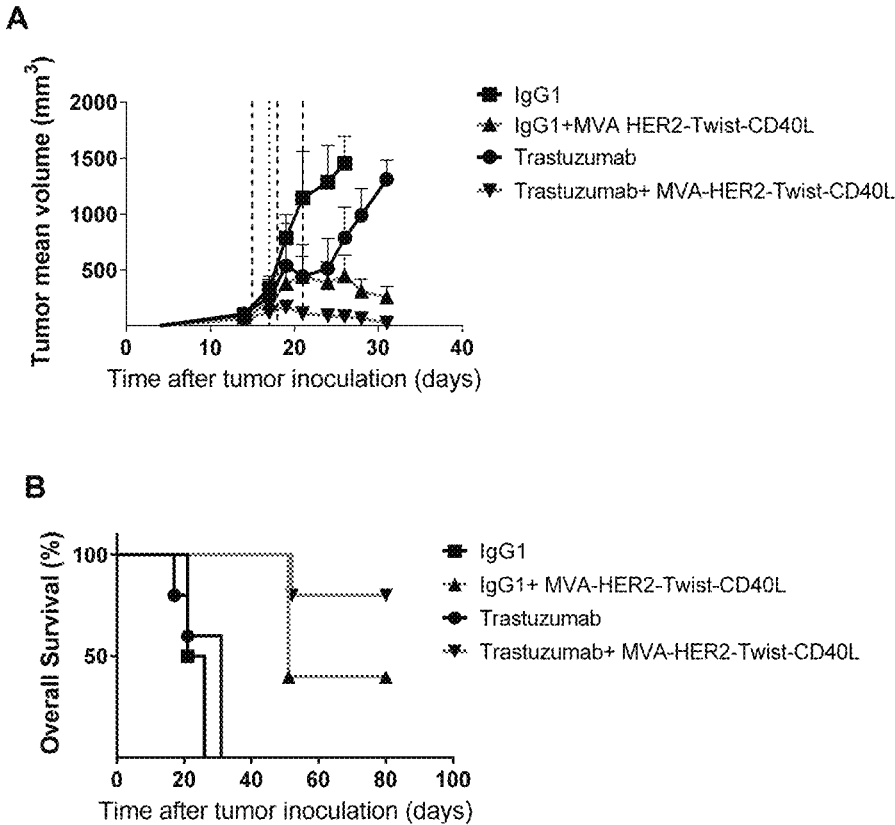 A
Tumor mean volume (mm3)
2000
1500
1000
500
0
10
20
30
40
Time after tumor inoculation (days)
IgG1
IgG1+MVA HER2-Twist-CD40L
Trastuzumab
Trastuzumab+ MVA-HER2-Twist-CD40L
B
Overall Survival (%)
100
50
0
20
40
60
80
100
Time after tumor inoculation (days)
IgG1
IgG1+ MVA-HER2-Twist-CD40L
Trastuzumab
Trastuzumab+ MVA-HER2-Twist-CD40L